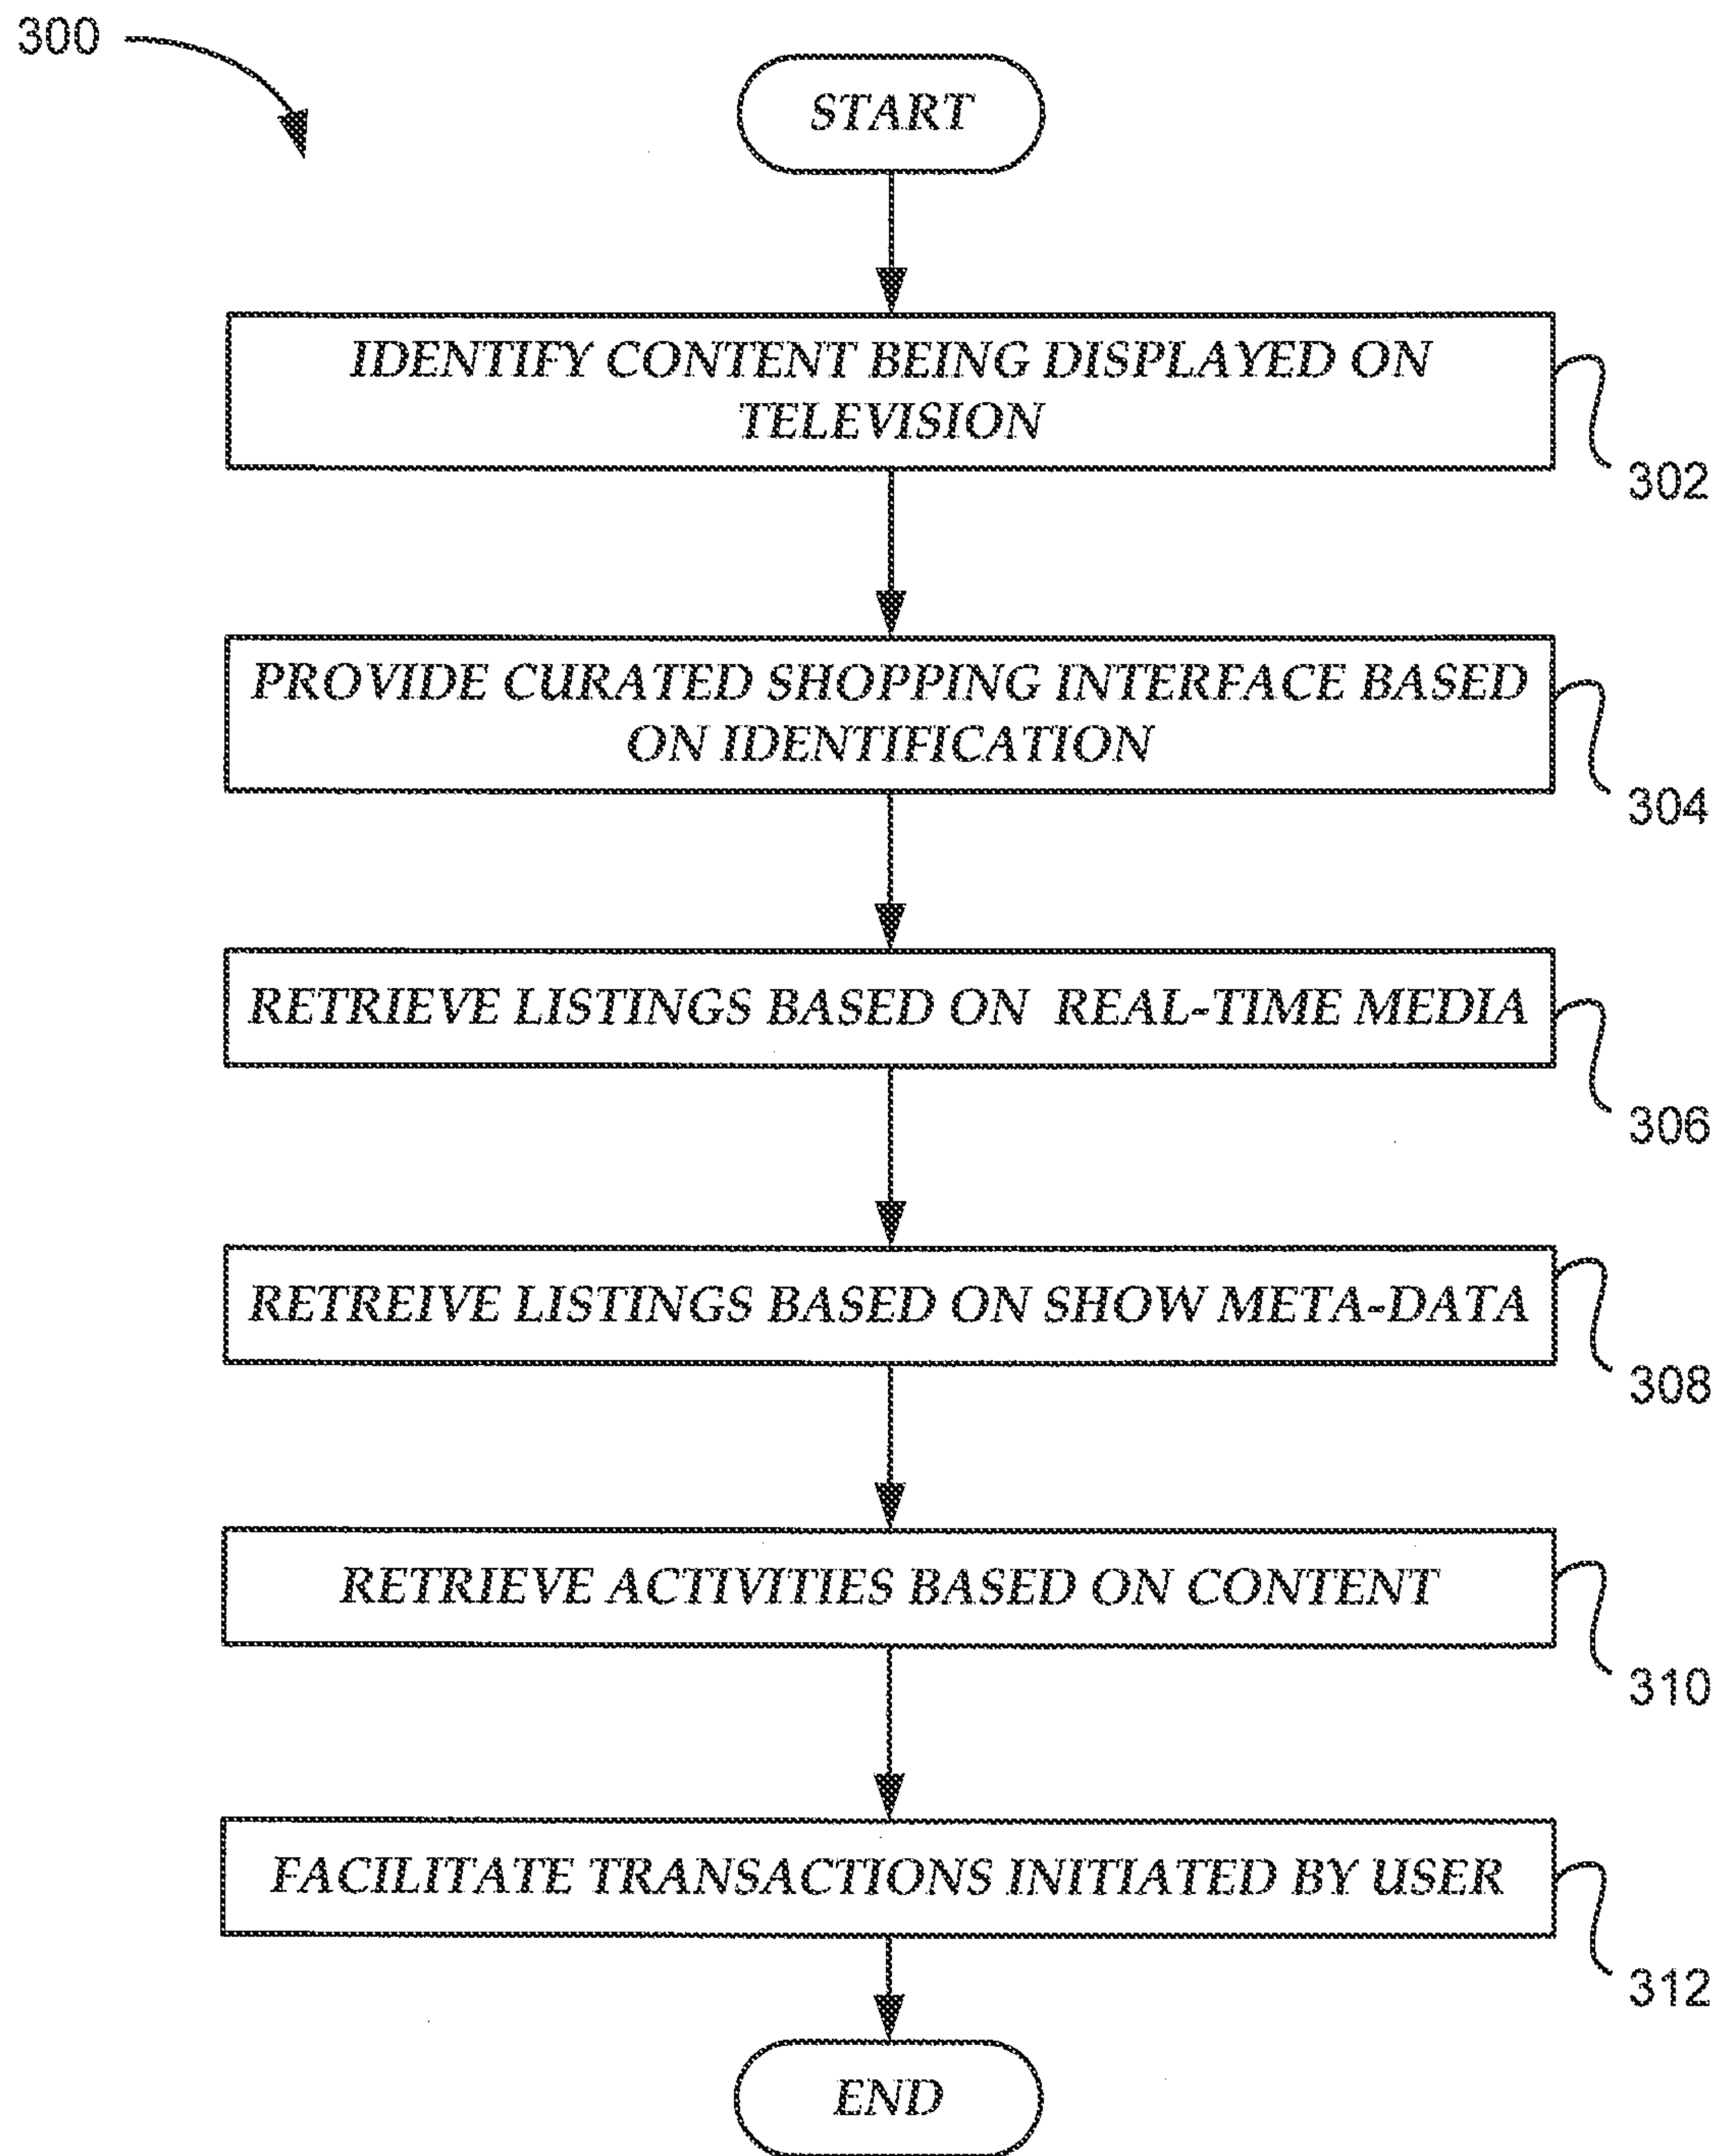 300
START
IDENTIFY CONTENT BEING DISPLAYED ON
TELEVISION
302
PROVIDE CURATED SHOPPING INTERFACE BASED
ON IDENTIFICATION
304
RETRIEVE LISTINGS BASED ON REAL-TIME MEDIA
306
RETREIVE LISTINGS BASED ON SHOW META-DATA
308
RETRIEVE ACTIVITIES BASED ON CONTENT
310
FACILITATE TRANSACTIONS INITIATED BY USER
312
END